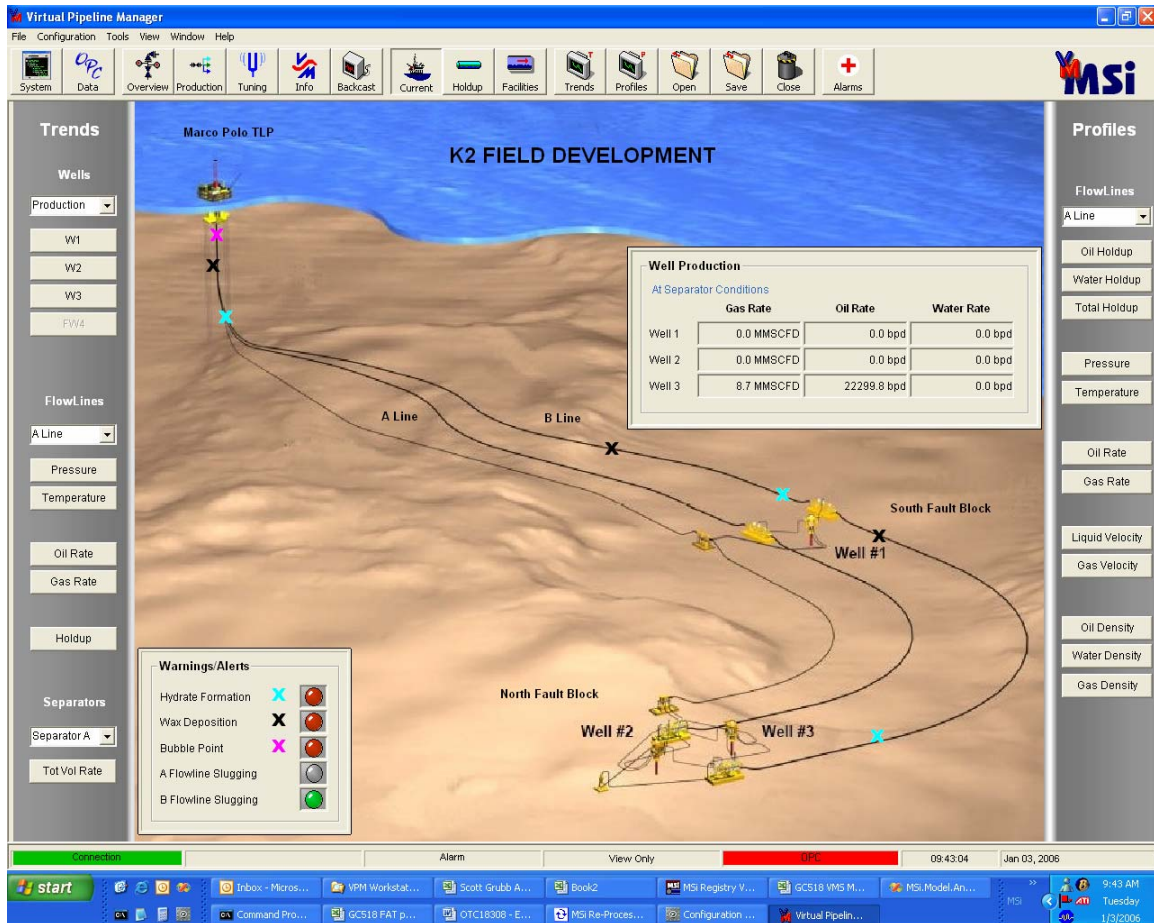 Virtual Pipeline Manager
File Configuration Tools View Window Help
System Data Overview Production Tuning Info Backcast Current Holdup Facilities Trends Profiles Open Save Close Alarms
OPC
MSi
Trends
Wells
Production
W1
W2
W3
FW4
FlowLines
A Line
Pressure
Temperature
Oil Rate
Gas Rate
Holdup
Separators
Separator A
Tot Vol Rate
Marco Polo TLP
K2 FIELD DEVELOPMENT
Well Production
At Separator Conditions
Gas Rate Oil Rate Water Rate
Well 1 0.0 MMSCFD 0.0 bpd 0.0 bpd
Well 2 0.0 MMSCFD 0.0 bpd 0.0 bpd
Well 3 8.7 MMSCFD 22299.8 bpd 0.0 bpd
A Line
B Line
South Fault Block
Well #1
North Fault Block
Well #2
Well #3
Warnings/Alerts
Hydrate Formation X
Wax Deposition X
Bubble Point X
A Flowline Slugging
B Flowline Slugging
Profiles
FlowLines
A Line
Oil Holdup
Water Holdup
Total Holdup
Pressure
Temperature
Oil Rate
Gas Rate
Liquid Velocity
Gas Velocity
Oil Density
Water Density
Gas Density
Connection Alarm View Only OPC 09:43:04 Jan 03, 2006
start Inbox - Micros... VPM Workstat... Scott Grubb A... Book2 MSi Registry V... GC518 VMS M... MSi.Model.An... 9:43 AM
MSi Tuesday
Command Pro... GC518 FAT p... OTC18308 - E... MSi Re-Proces... Configuration ... Virtual Pipelin... 1/3/2006